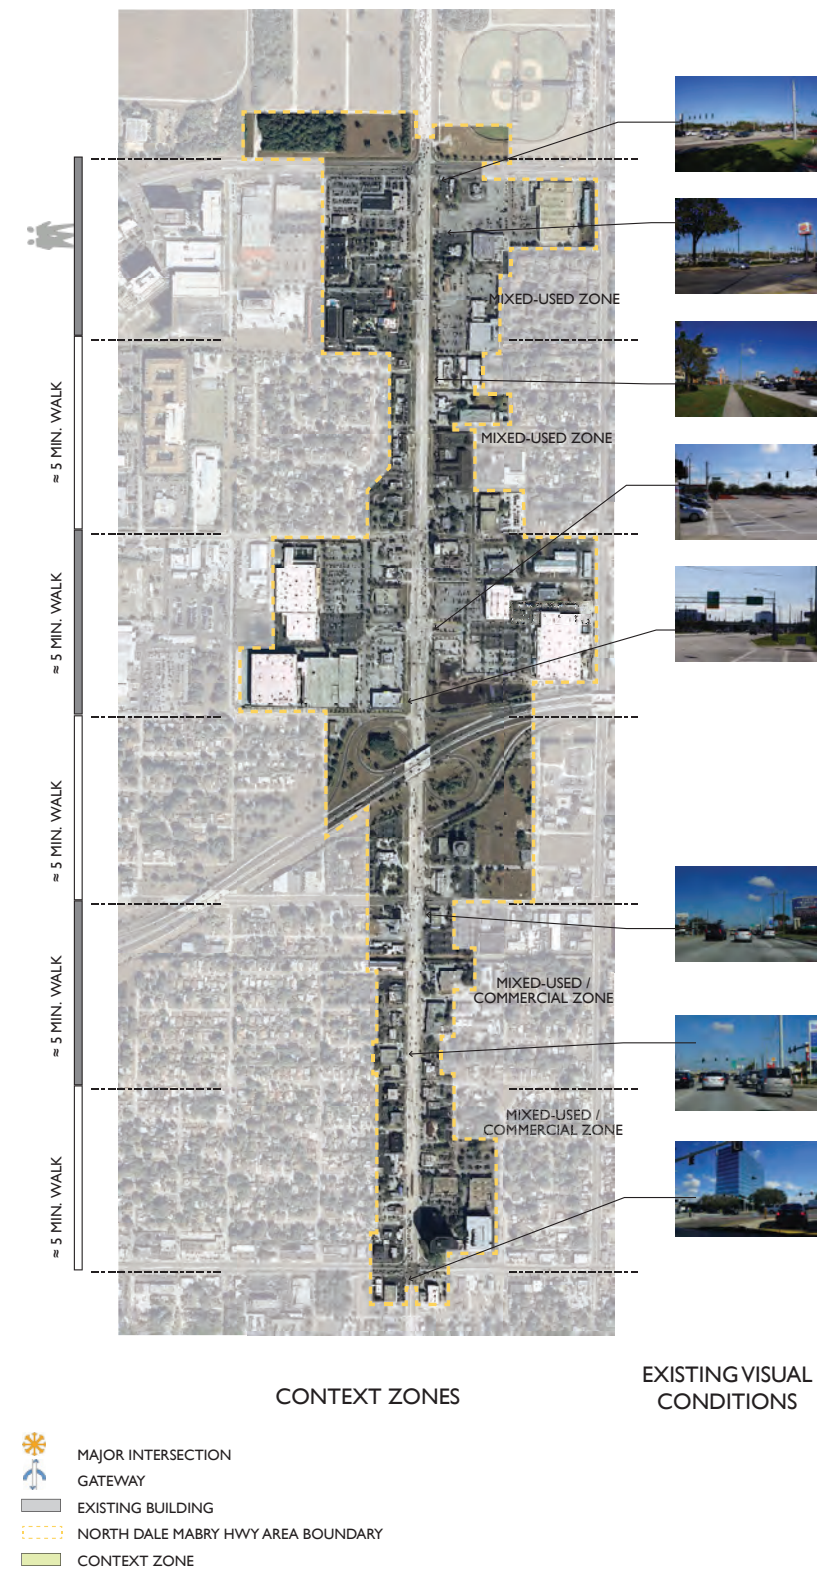 MIXED-USED ZONE
≈ 5 MIN. WALK
MIXED-USED ZONE
≈ 5 MIN. WALK
≈ 5 MIN. WALK
≈ 5 MIN. WALK
MIXED-USED /
COMMERCIAL ZONE
MIXED-USED /
COMMERCIAL ZONE
≈ 5 MIN. WALK
CONTEXT ZONES
EXISTING VISUAL
CONDITIONS
MAJOR INTERSECTION
GATEWAY
EXISTING BUILDING
NORTH DALE MABRY HWY AREA BOUNDARY
CONTEXT ZONE